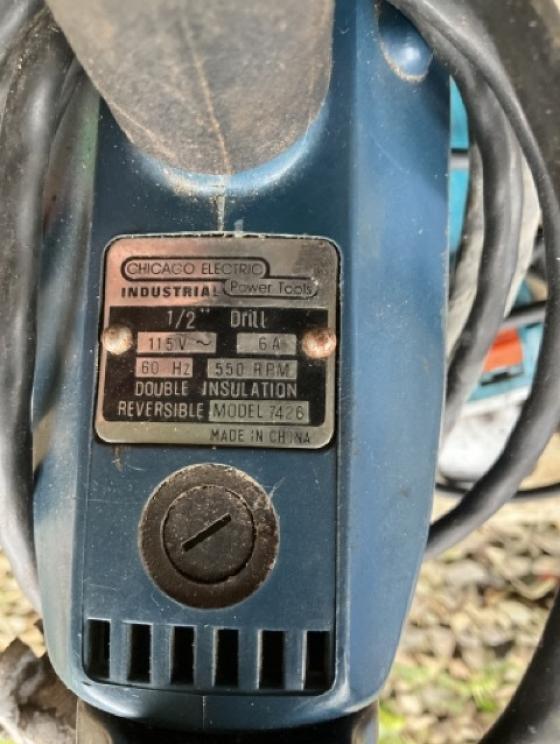 CHICAGO ELECTRIC
INDUSTRIAL Power Tools
1/2" Drill
115V ~ 6A
60 Hz 550 RPM
DOUBLE INSULATION
REVERSIBLE MODEL 7426
MADE IN CHINA